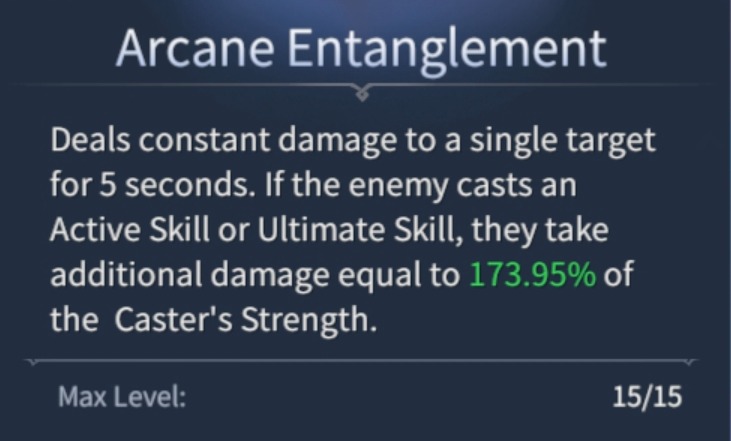 Arcane Entanglement
Deals constant damage to a single target
for 5 seconds. If the enemy casts an
Active Skill or Ultimate Skill, they take
additional damage equal to 173.95% of
the  Caster's Strength.
Max Level: 15/15